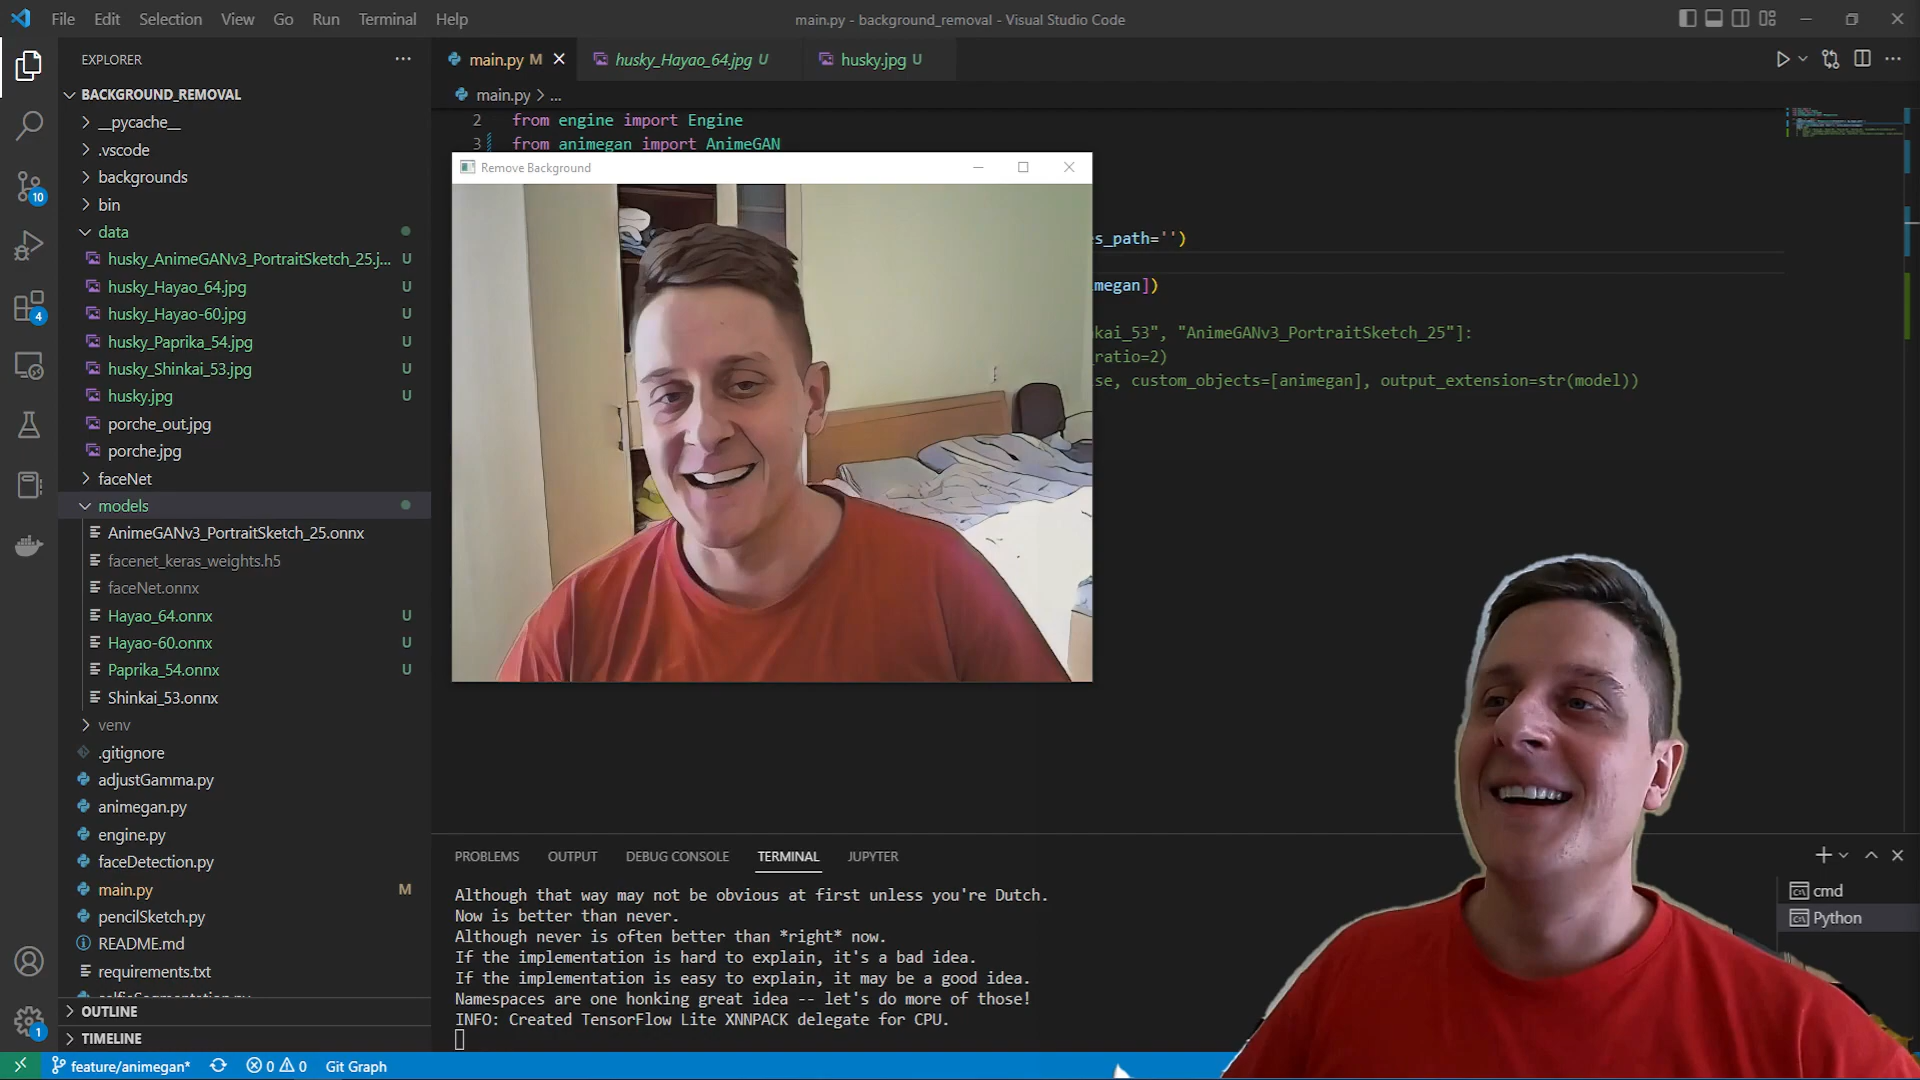 File Edit Selection View Go Run Terminal Help
main.py - background_removal - Visual Studio Code
EXPLORER
BACKGROUND_REMOVAL
__pycache__
.vscode
backgrounds
bin
data
husky_AnimeGANv3_PortraitSketch_25.j... U
husky_Hayao_64.jpg U
husky_Hayao-60.jpg U
husky_Paprika_54.jpg U
husky_Shinkai_53.jpg U
husky.jpg U
porche_out.jpg
porche.jpg
faceNet
models
AnimeGANv3_PortraitSketch_25.onnx
facenet_keras_weights.h5
faceNet.onnx
Hayao_64.onnx U
Hayao-60.onnx U
Paprika_54.onnx U
Shinkai_53.onnx
venv
.gitignore
adjustGamma.py
animegan.py
engine.py
faceDetection.py
main.py M
pencilSketch.py
README.md
requirements.txt
OUTLINE
TIMELINE
10
4
1
main.py M
husky_Hayao_64.jpg U
husky.jpg U
main.py > ...
2 from engine import Engine
3 from animegan import AnimeGAN
Remove Background
s_path='')
megan])
kai_53", "AnimeGANv3_PortraitSketch_25"]:
ratio=2)
se, custom_objects=[animegan], output_extension=str(model))
PROBLEMS OUTPUT DEBUG CONSOLE TERMINAL JUPYTER
Although that way may not be obvious at first unless you're Dutch.
Now is better than never.
Although never is often better than *right* now.
If the implementation is hard to explain, it's a bad idea.
If the implementation is easy to explain, it may be a good idea.
Namespaces are one honking great idea -- let's do more of those!
INFO: Created TensorFlow Lite XNNPACK delegate for CPU.
cmd
Python
feature/animegan* 0 0 Git Graph